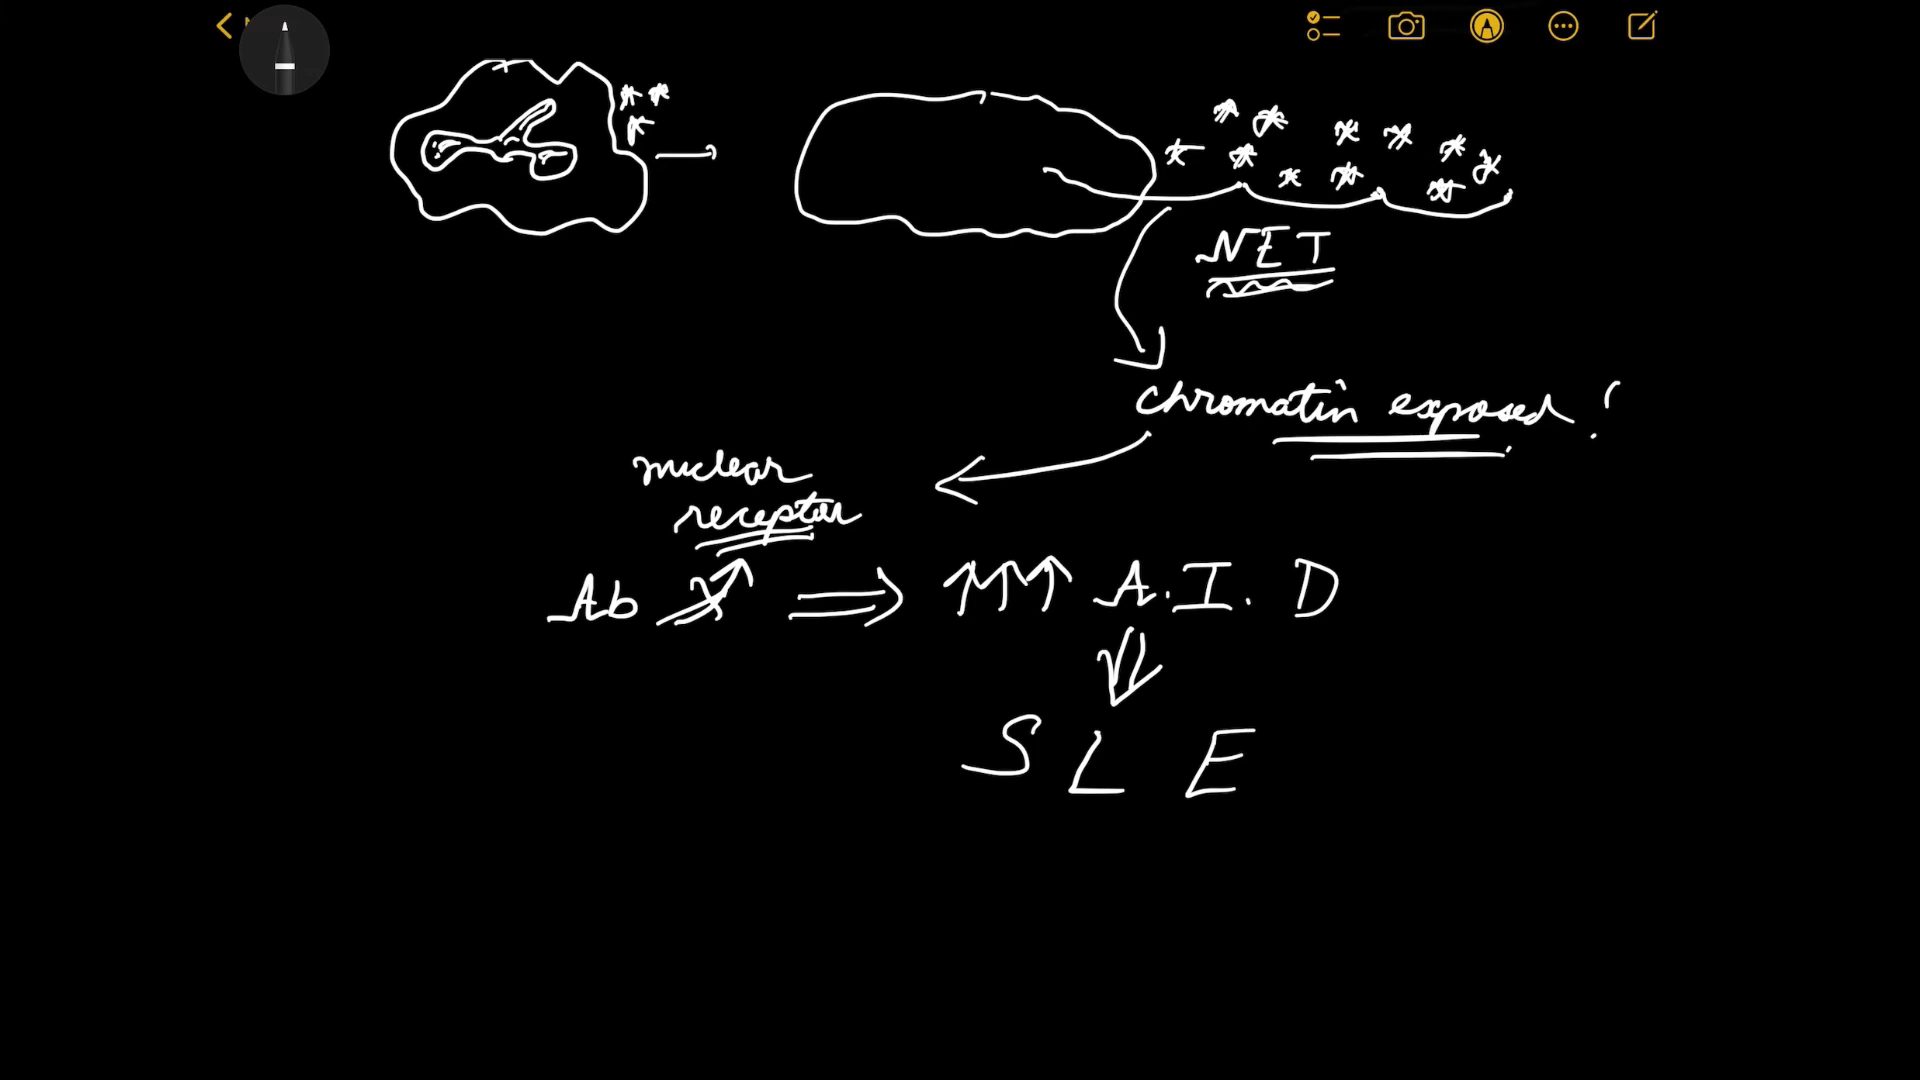 NET
chromatin exposed!
nuclear
receptor
Ab ⇒ ↑↑↑ A.I.D
SLE